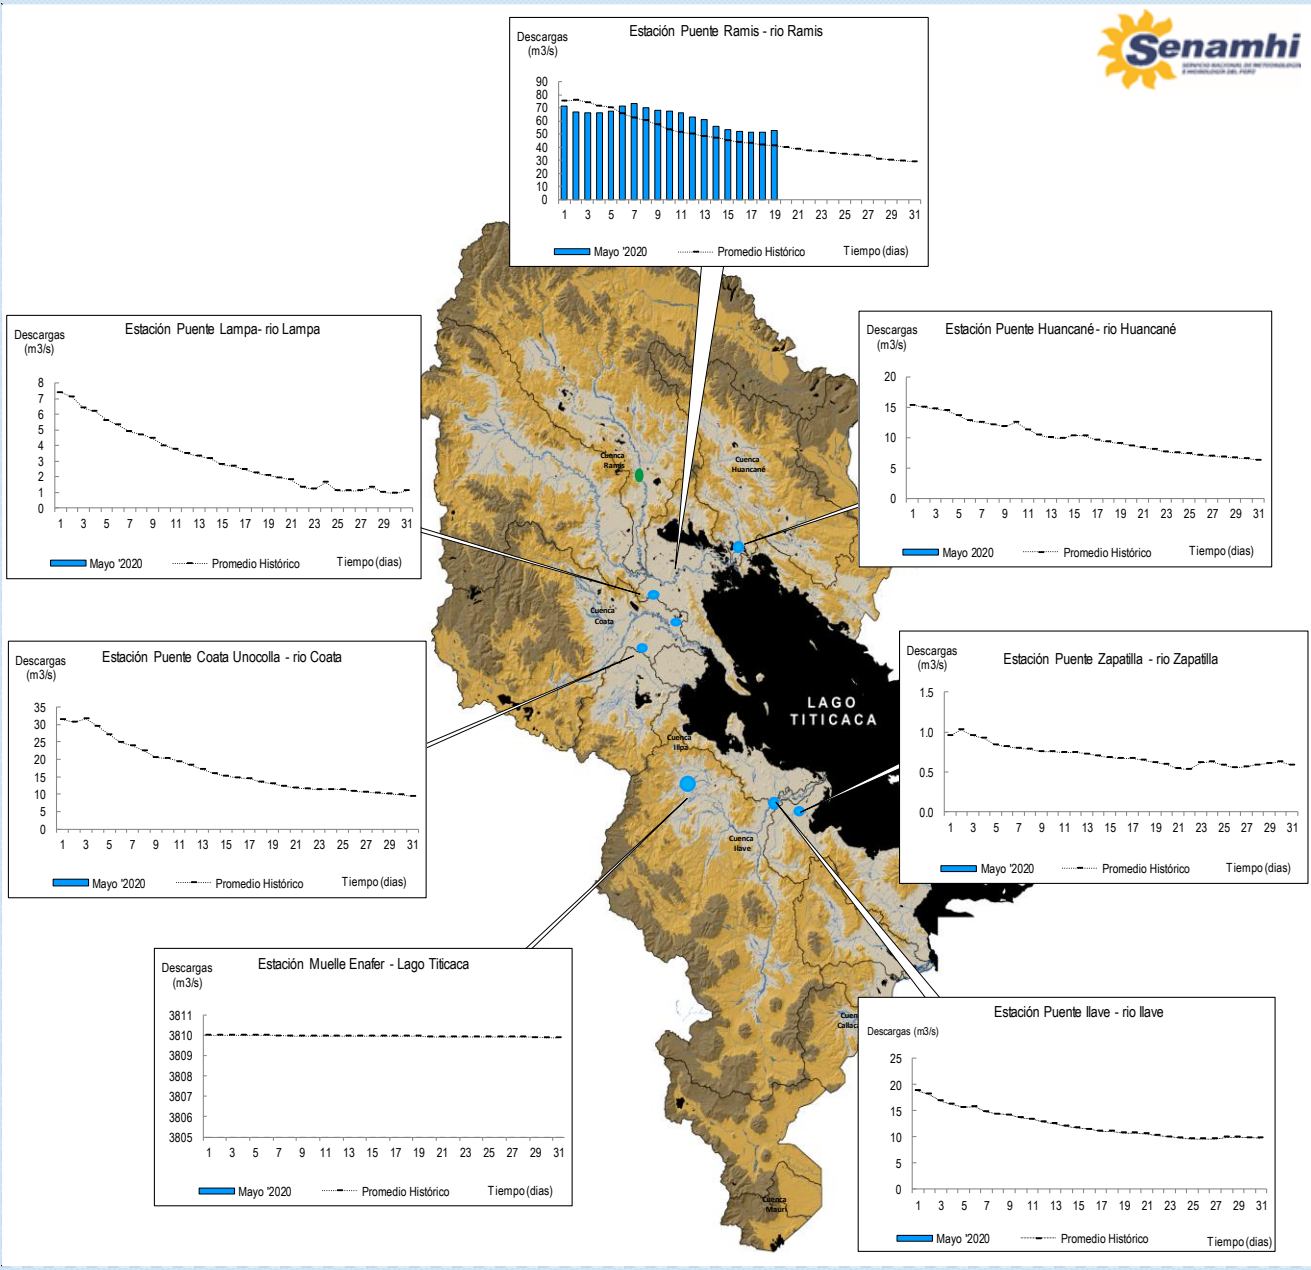 Estación Puente Ramis - rio Ramis
Descargas
(m3/s)
90
80
70
60
50
40
30
20
10
0
1 3 5 7 9 11 13 15 17 19 21 23 25 27 29 31
Mayo '2020 Promedio Histórico Tiempo (dias)
Senamhi
SERVICIO NACIONAL DE METEOROLOGÍA
E HIDROLOGÍA DEL PERÚ
Estación Puente Lampa- rio Lampa
Descargas
(m3/s)
8
7
6
5
4
3
2
1
0
1 3 5 7 9 11 13 15 17 19 21 23 25 27 29 31
Mayo '2020 Promedio Histórico Tiempo (dias)
Estación Puente Huancané - rio Huancané
Descargas
(m3/s)
20
15
10
5
0
1 3 5 7 9 11 13 15 17 19 21 23 25 27 29 31
Mayo 2020 Promedio Histórico Tiempo (dias)
Cuenca
Ramis
Cuenca
Huancané
Cuenca
Coata
Estación Puente Coata Unocolla - rio Coata
Descargas
(m3/s)
35
30
25
20
15
10
5
0
1 3 5 7 9 11 13 15 17 19 21 23 25 27 29 31
Mayo '2020 Promedio Histórico Tiempo (dias)
LAGO
TITICACA
Estación Puente Zapatilla - rio Zapatilla
Descargas
(m3/s)
1.5
1.0
0.5
0.0
1 3 5 7 9 11 13 15 17 19 21 23 25 27 29 31
Mayo '2020 Promedio Histórico Tiempo (dias)
Cuenca
Illpa
Cuenca
Ilave
Estación Muelle Enafer - Lago Titicaca
Descargas
(m3/s)
3811
3810
3809
3808
3807
3806
3805
1 3 5 7 9 11 13 15 17 19 21 23 25 27 29 31
Mayo '2020 Promedio Histórico Tiempo (dias)
Estación Puente Ilave - rio Ilave
Descargas (m3/s)
25
20
15
10
5
0
1 3 5 7 9 11 13 15 17 19 21 23 25 27 29 31
Mayo '2020 Promedio Histórico Tiempo (dias)
Cuenca
Mauri